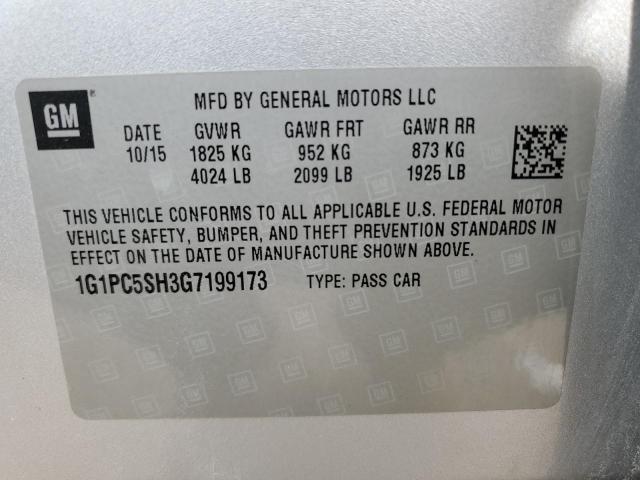 GM
MFD BY GENERAL MOTORS LLC
DATE GVWR GAWR FRT GAWR RR
10/15 1825 KG 952 KG 873 KG
4024 LB 2099 LB 1925 LB
THIS VEHICLE CONFORMS TO ALL APPLICABLE U.S. FEDERAL MOTOR
VEHICLE SAFETY, BUMPER, AND THEFT PREVENTION STANDARDS IN
EFFECT ON THE DATE OF MANUFACTURE SHOWN ABOVE.
1G1PC5SH3G7199173 TYPE: PASS CAR